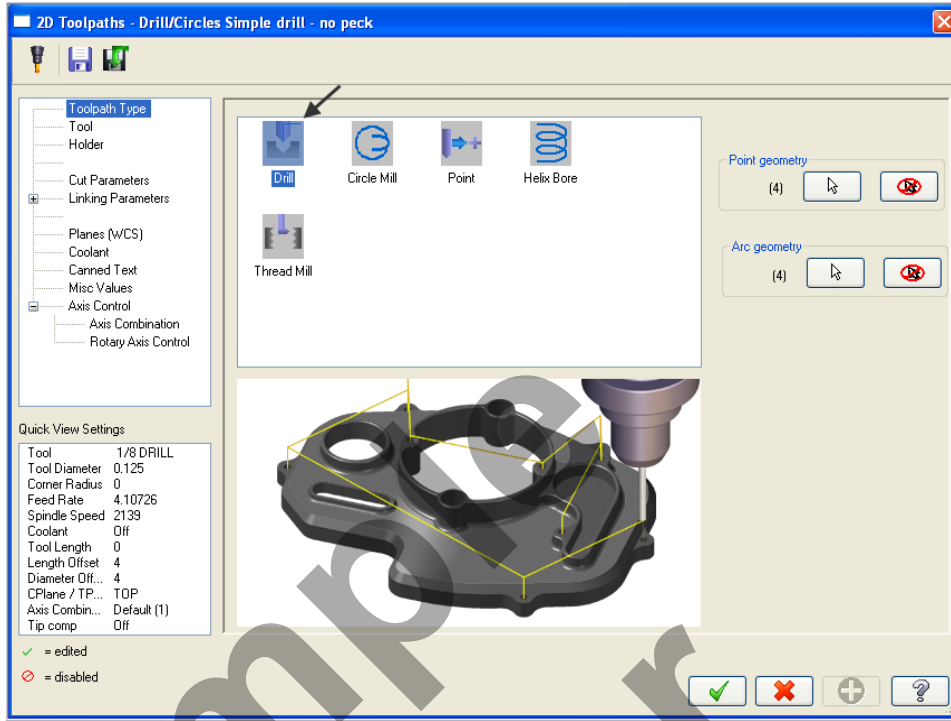 2D Toolpaths - Drill/Circles Simple drill - no peck
Toolpath Type
Tool
Holder
Cut Parameters
Linking Parameters
Planes (WCS)
Coolant
Canned Text
Misc Values
Axis Control
Axis Combination
Rotary Axis Control
Drill
Circle Mill
Point
Helix Bore
Thread Mill
Point geometry
(4)
Arc geometry
(4)
Quick View Settings
Tool 1/8 DRILL
Tool Diameter 0.125
Corner Radius 0
Feed Rate 4.10726
Spindle Speed 2139
Coolant Off
Tool Length 0
Length Offset 4
Diameter Off... 4
CPlane / TP... TOP
Axis Combin... Default (1)
Tip comp Off
= edited
= disabled